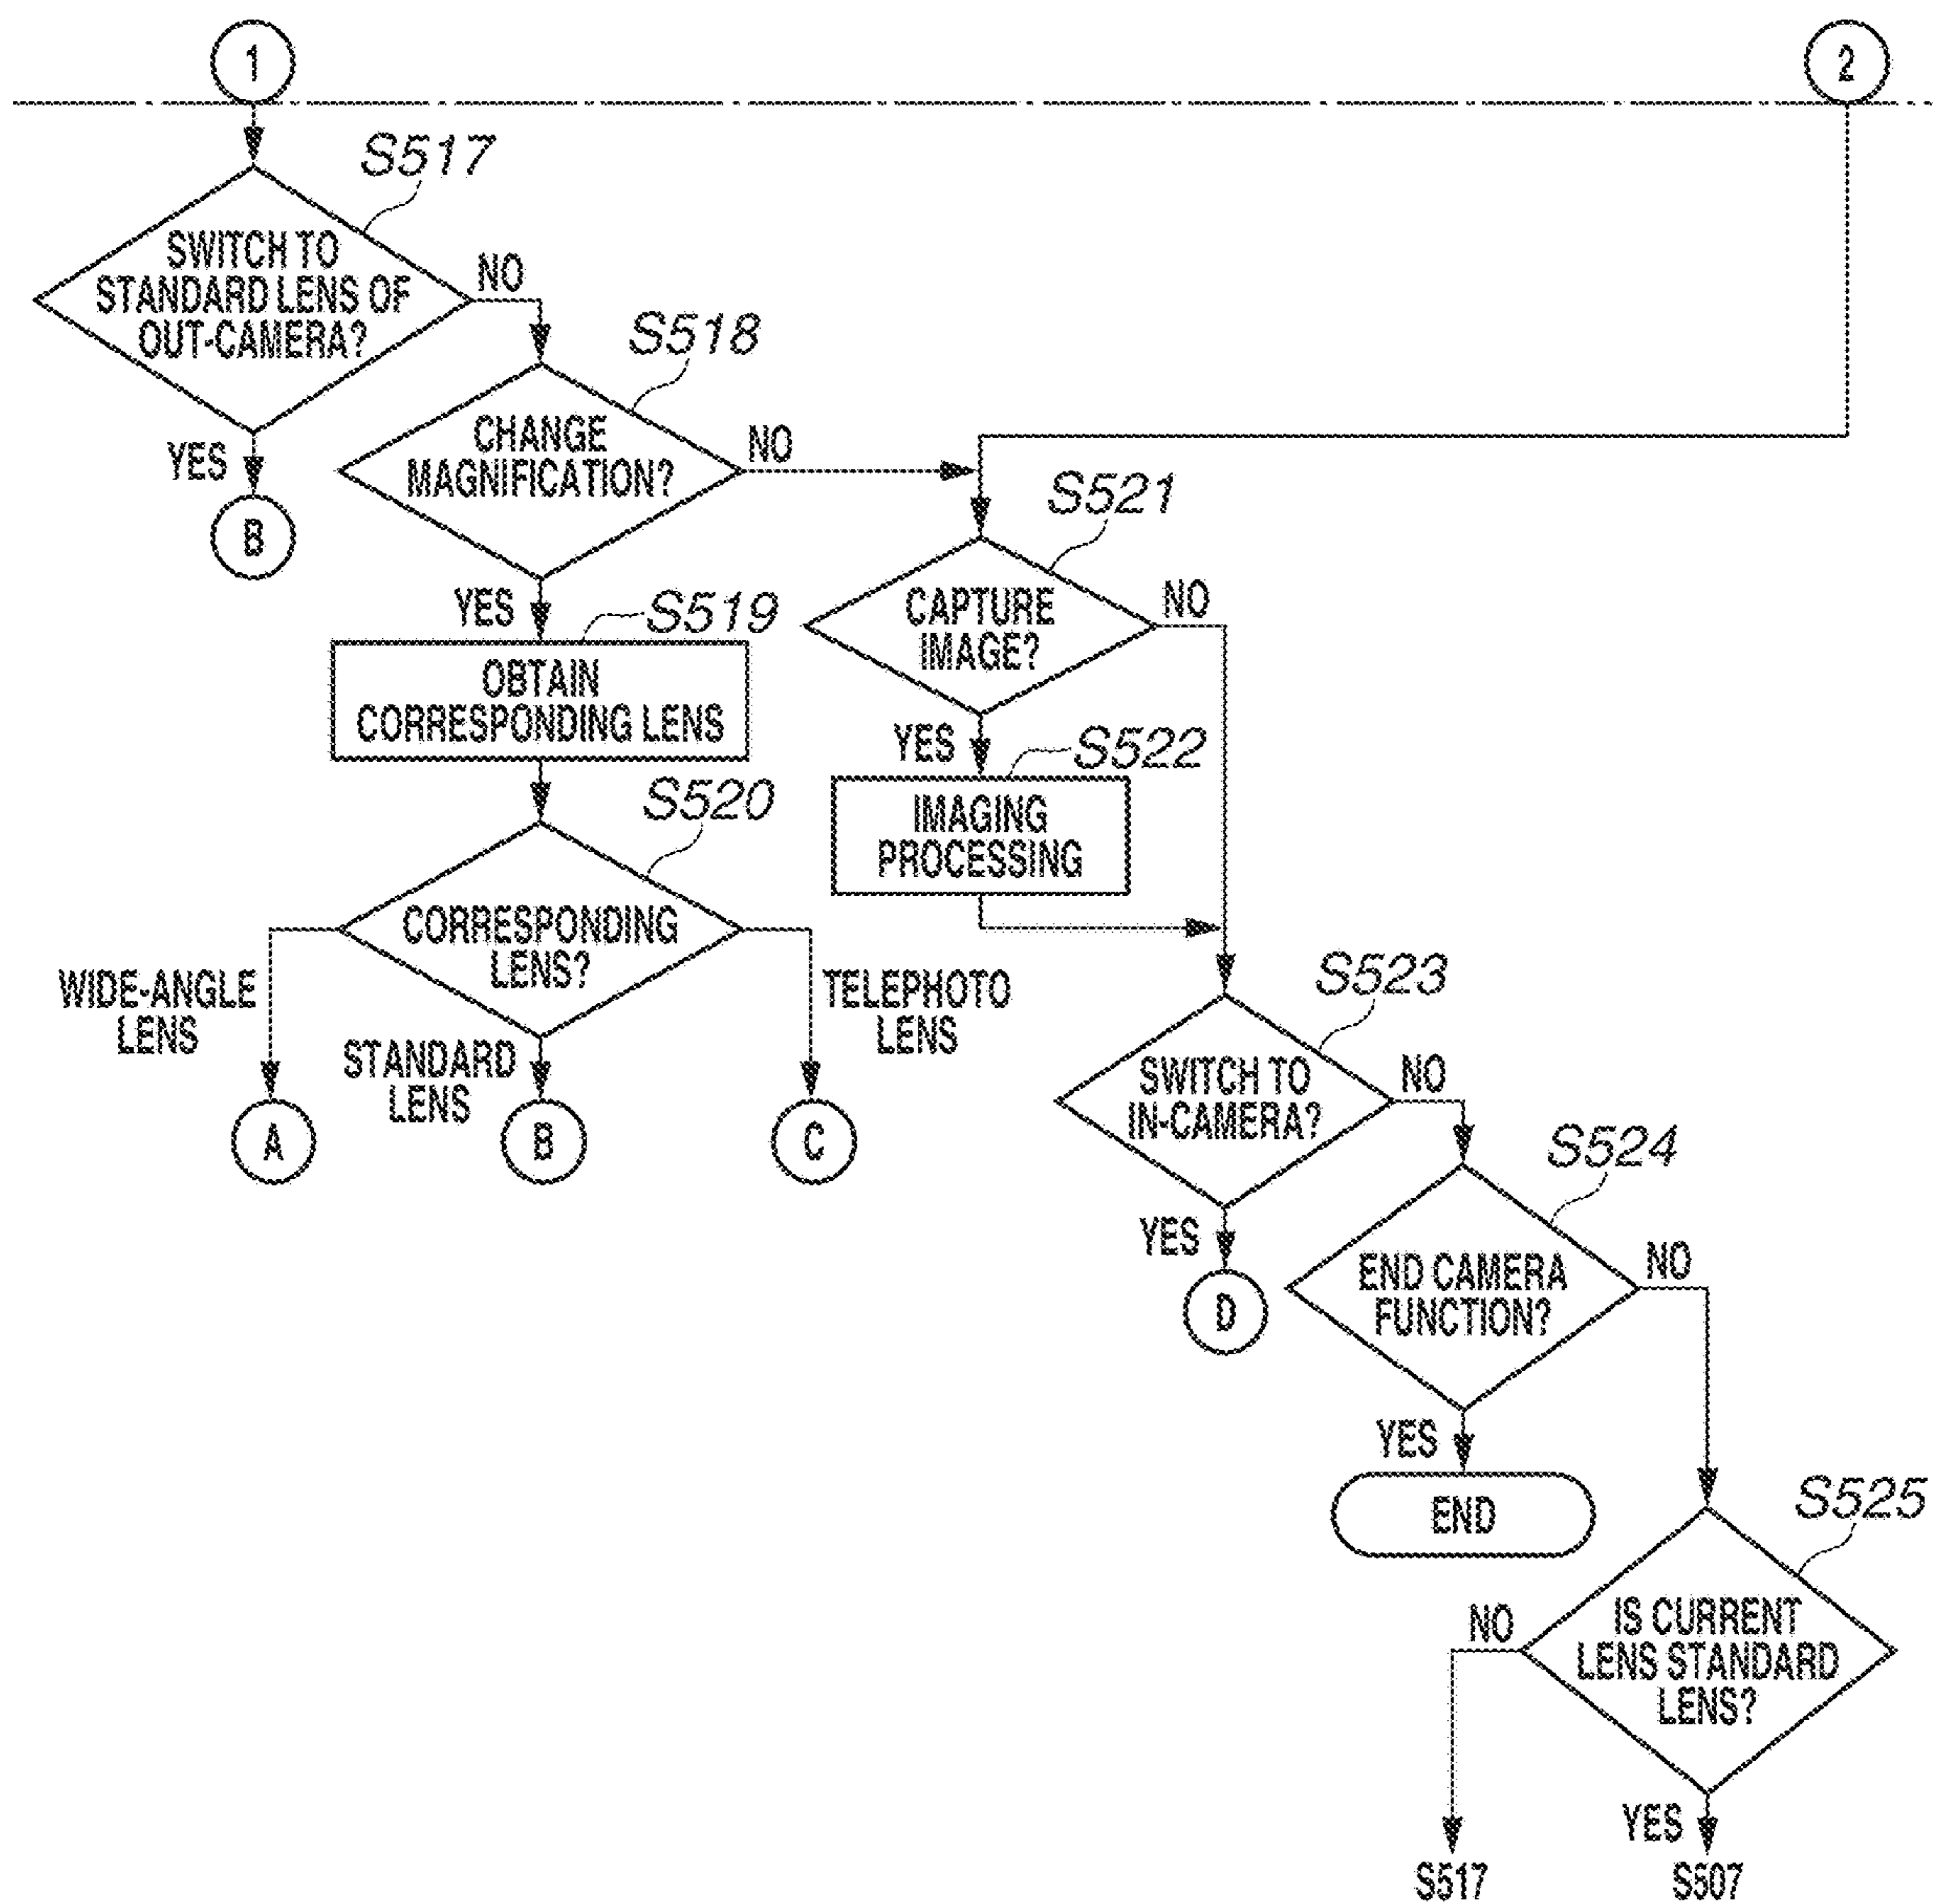 1
2
S517
SWITCH TO
STANDARD LENS OF
OUT-CAMERA?
NO
YES
B
S518
CHANGE
MAGNIFICATION?
NO
YES
S519
OBTAIN
CORRESPONDING LENS
S520
CORRESPONDING
LENS?
WIDE-ANGLE
LENS
A
STANDARD
LENS
B
TELEPHOTO
LENS
C
S521
CAPTURE
IMAGE?
NO
YES
S522
IMAGING
PROCESSING
S523
SWITCH TO
IN-CAMERA?
NO
YES
D
S524
END CAMERA
FUNCTION?
NO
YES
END
S525
IS CURRENT
LENS STANDARD
LENS?
NO
YES
S517
S507